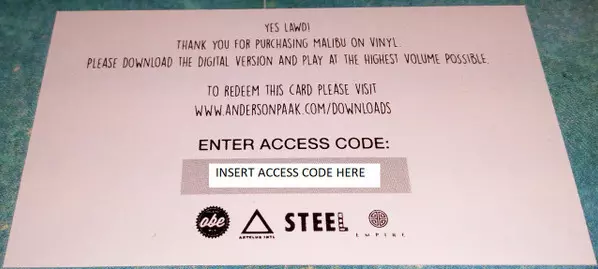 YES LAWD!
THANK YOU FOR PURCHASING MALIBU ON VINYL.
PLEASE DOWNLOAD THE DIGITAL VERSION AND PLAY AT THE HIGHEST VOLUME POSSIBLE.
TO REDEEM THIS CARD PLEASE VISIT
WWW.ANDERSONPAAK.COM/DOWNLOADS
ENTER ACCESS CODE:
INSERT ACCESS CODE HERE
obe
ARTCLUB INTL
STEEL
EMPIRE